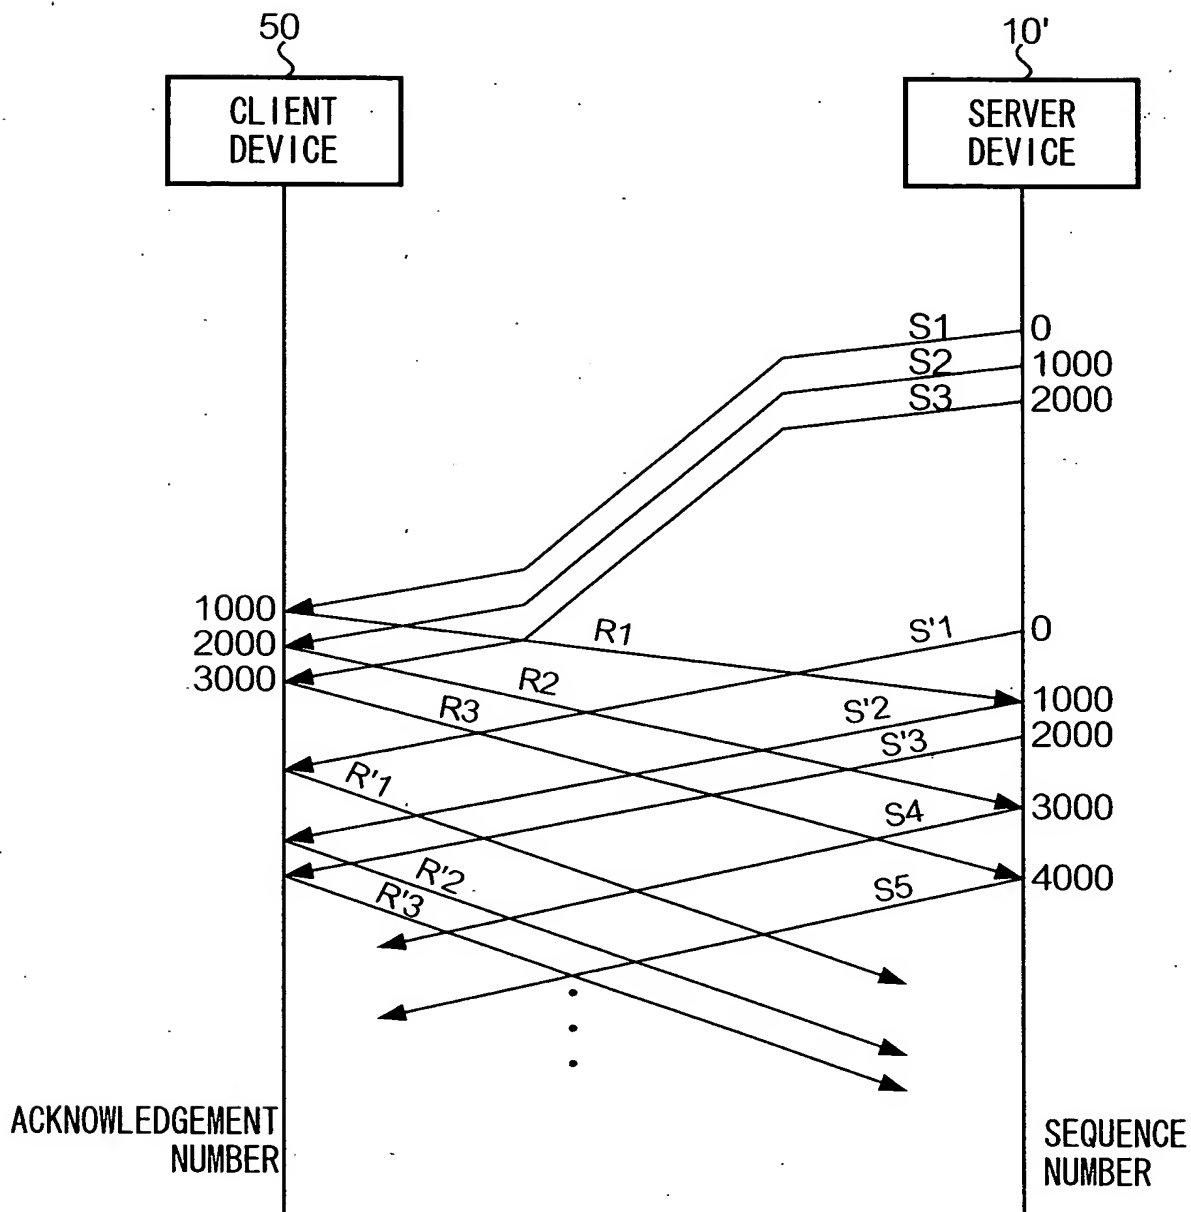 50
10'
CLIENT
DEVICE
SERVER
DEVICE
S1
0
S2
1000
S3
2000
1000
2000
3000
R1
S'1
0
R2
R3
S'2
1000
S'3
2000
R'1
S4
3000
R'2
R'3
S5
4000
ACKNOWLEDGEMENT
NUMBER
SEQUENCE
NUMBER